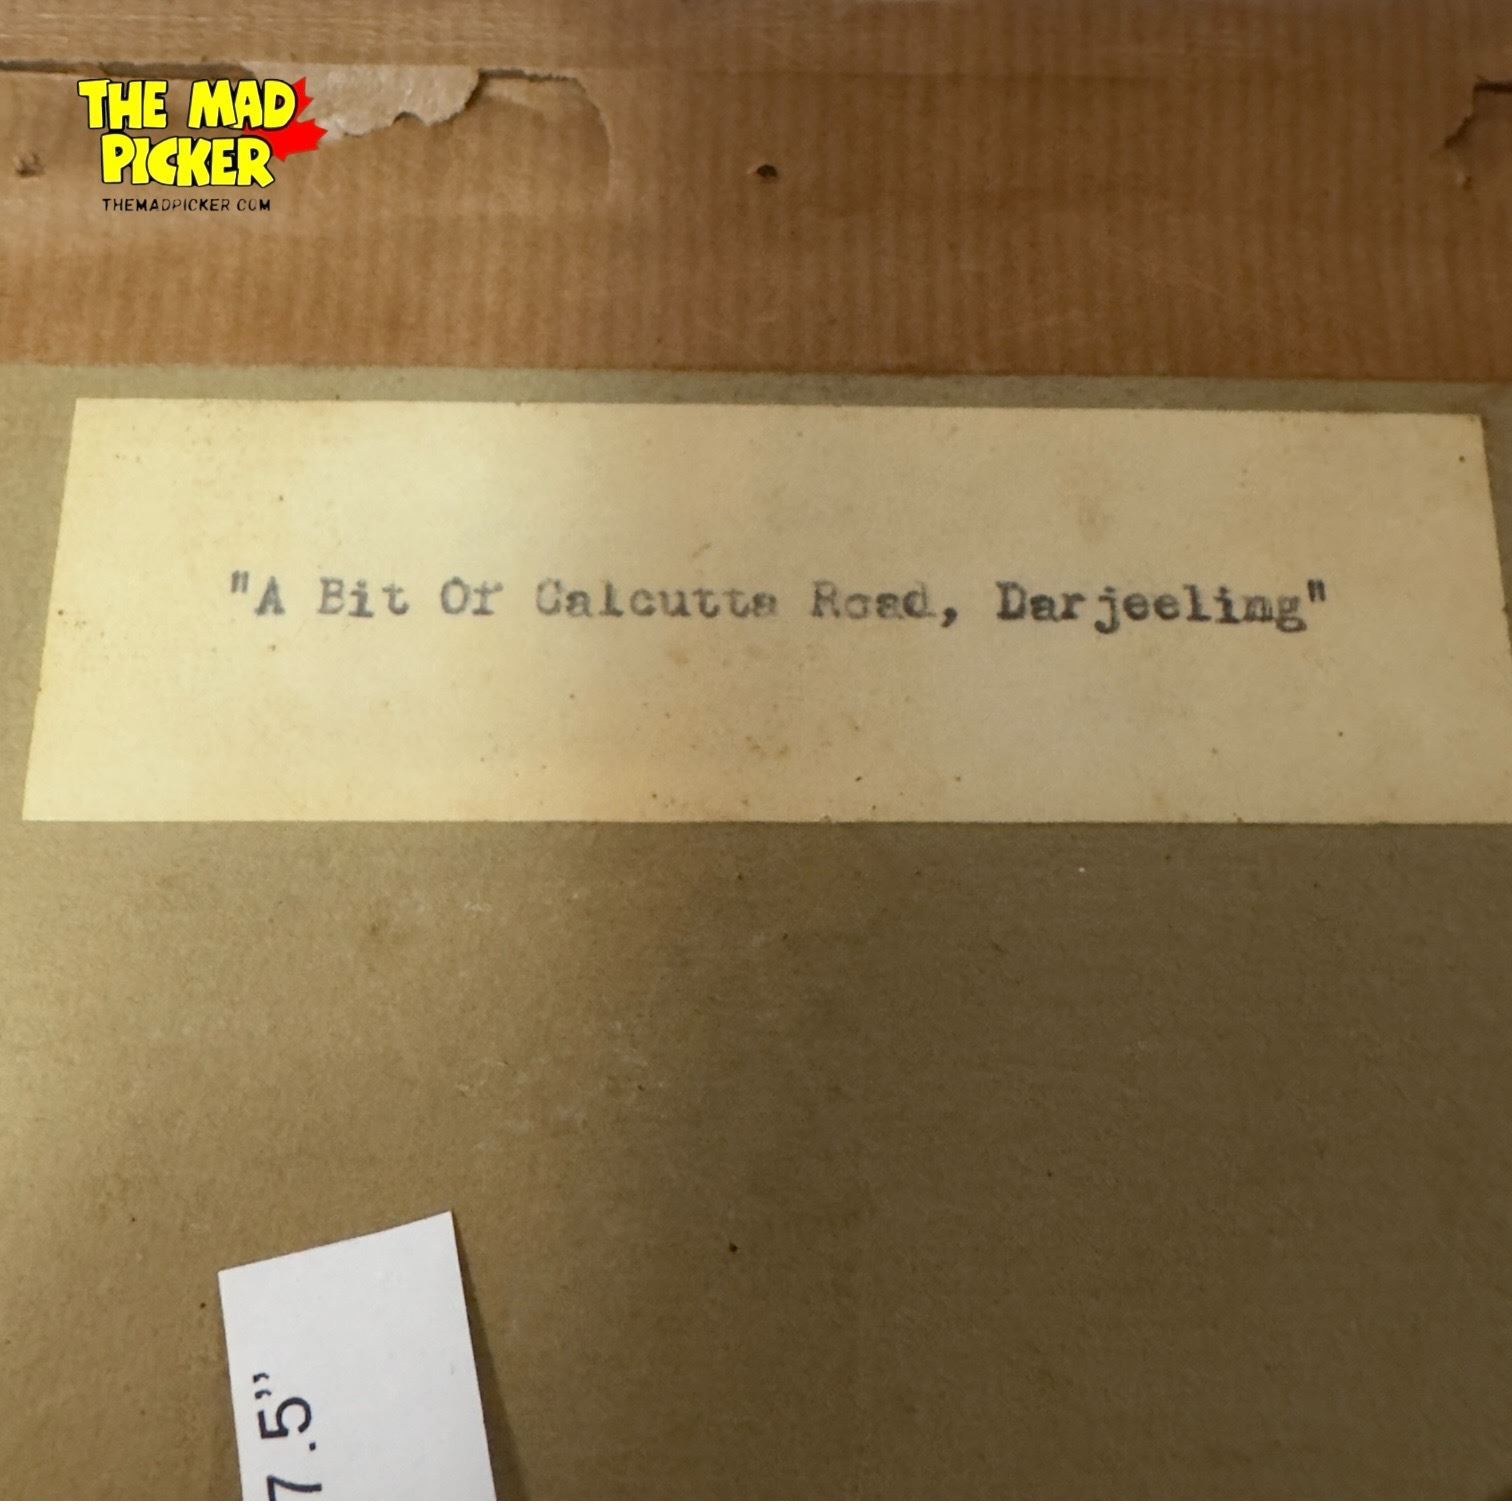 THE MAD
PICKER
THEMADPICKER.COM
"A Bit Of Calcutta Road, Darjeeling"
7.5”